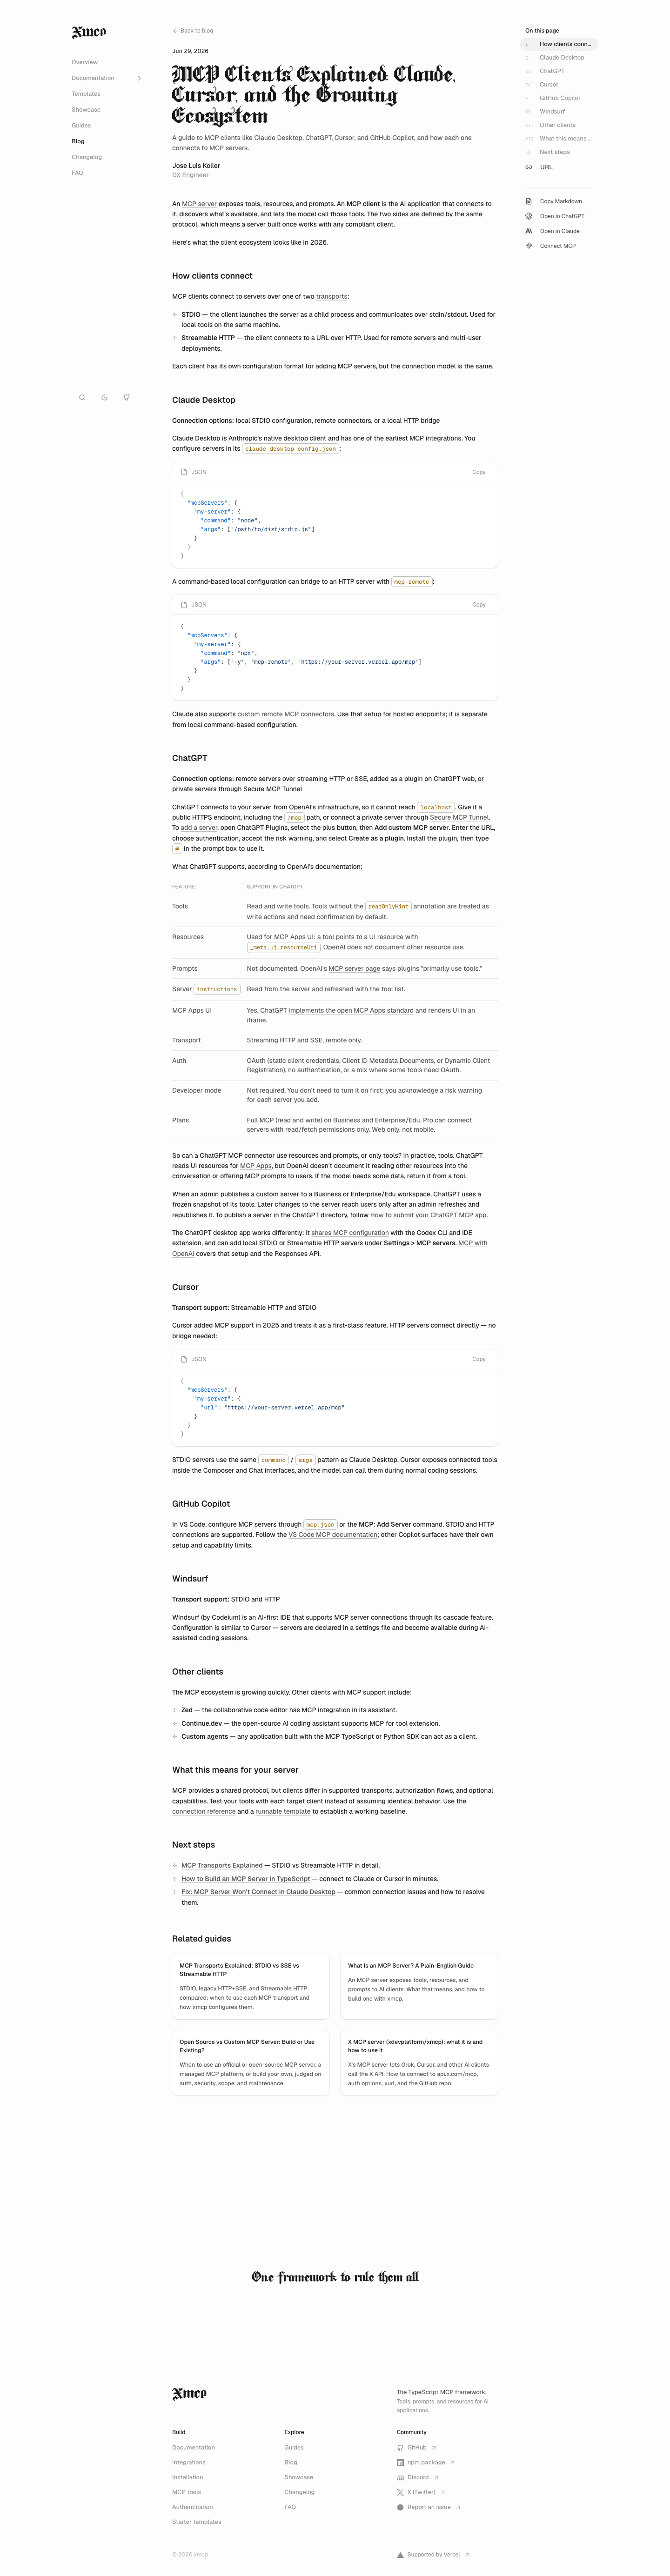 Xmcp
Overview
Documentation
Templates
Showcase
Guides
Blog
Changelog
FAQ
Back to blog
Jun 29, 2026
MCP Clients Explained: Claude,
Cursor, and the Growing
Ecosystem
A guide to MCP clients like Claude Desktop, ChatGPT, Cursor, and GitHub Copilot, and how each one
connects to MCP servers.
Jose Luis Koller
DX Engineer
An MCP server exposes tools, resources, and prompts. An MCP client is the AI application that connects to
it, discovers what's available, and lets the model call those tools. The two sides are defined by the same
protocol, which means a server built once works with any compliant client.
Here's what the client ecosystem looks like in 2026.
How clients connect
MCP clients connect to servers over one of two transports:
STDIO — the client launches the server as a child process and communicates over stdin/stdout. Used for
local tools on the same machine.
Streamable HTTP — the client connects to a URL over HTTP. Used for remote servers and multi-user
deployments.
Each client has its own configuration format for adding MCP servers, but the connection model is the same.
Claude Desktop
Connection options: local STDIO configuration, remote connectors, or a local HTTP bridge
Claude Desktop is Anthropic's native desktop client and has one of the earliest MCP integrations. You
configure servers in its claude_desktop_config.json:
JSON
Copy
{
"mcpServers": {
"my-server": {
"command": "node",
"args": ["/path/to/dist/stdio.js"]
}
}
}
A command-based local configuration can bridge to an HTTP server with mcp-remote:
JSON
Copy
{
"mcpServers": {
"my-server": {
"command": "npx",
"args": ["-y", "mcp-remote", "https://your-server.vercel.app/mcp"]
}
}
}
Claude also supports custom remote MCP connectors. Use that setup for hosted endpoints; it is separate
from local command-based configuration.
ChatGPT
Connection options: remote servers over streaming HTTP or SSE, added as a plugin on ChatGPT web, or
private servers through Secure MCP Tunnel
ChatGPT connects to your server from OpenAI's infrastructure, so it cannot reach localhost. Give it a
public HTTPS endpoint, including the /mcp path, or connect a private server through Secure MCP Tunnel.
To add a server, open ChatGPT Plugins, select the plus button, then Add custom MCP server. Enter the URL,
choose authentication, accept the risk warning, and select Create as a plugin. Install the plugin, then type
@ in the prompt box to use it.
What ChatGPT supports, according to OpenAI's documentation:
FEATURE SUPPORT IN CHATGPT
Tools Read and write tools. Tools without the readOnlyHint annotation are treated as
write actions and need confirmation by default.
Resources Used for MCP Apps UI: a tool points to a UI resource with
_meta.ui.resourceUri. OpenAI does not document other resource use.
Prompts Not documented. OpenAI's MCP server page says plugins "primarily use tools."
Server instructions Read from the server and refreshed with the tool list.
MCP Apps UI Yes. ChatGPT implements the open MCP Apps standard and renders UI in an
iframe.
Transport Streaming HTTP and SSE, remote only.
Auth OAuth (static client credentials, Client ID Metadata Documents, or Dynamic Client
Registration), no authentication, or a mix where some tools need OAuth.
Developer mode Not required. You don't need to turn it on first; you acknowledge a risk warning
for each server you add.
Plans Full MCP (read and write) on Business and Enterprise/Edu. Pro can connect
servers with read/fetch permissions only. Web only, not mobile.
So can a ChatGPT MCP connector use resources and prompts, or only tools? In practice, tools. ChatGPT
reads UI resources for MCP Apps, but OpenAI doesn't document it reading other resources into the
conversation or offering MCP prompts to users. If the model needs some data, return it from a tool.
When an admin publishes a custom server to a Business or Enterprise/Edu workspace, ChatGPT uses a
frozen snapshot of its tools. Later changes to the server reach users only after an admin refreshes and
republishes it. To publish a server in the ChatGPT directory, follow How to submit your ChatGPT MCP app.
The ChatGPT desktop app works differently: it shares MCP configuration with the Codex CLI and IDE
extension, and can add local STDIO or Streamable HTTP servers under Settings > MCP servers. MCP with
OpenAI covers that setup and the Responses API.
Cursor
Transport support: Streamable HTTP and STDIO
Cursor added MCP support in 2025 and treats it as a first-class feature. HTTP servers connect directly — no
bridge needed:
JSON
Copy
{
"mcpServers": {
"my-server": {
"url": "https://your-server.vercel.app/mcp"
}
}
}
STDIO servers use the same command / args pattern as Claude Desktop. Cursor exposes connected tools
inside the Composer and Chat interfaces, and the model can call them during normal coding sessions.
GitHub Copilot
In VS Code, configure MCP servers through mcp.json or the MCP: Add Server command. STDIO and HTTP
connections are supported. Follow the VS Code MCP documentation; other Copilot surfaces have their own
setup and capability limits.
Windsurf
Transport support: STDIO and HTTP
Windsurf (by Codeium) is an AI-first IDE that supports MCP server connections through its cascade feature.
Configuration is similar to Cursor — servers are declared in a settings file and become available during AI-
assisted coding sessions.
Other clients
The MCP ecosystem is growing quickly. Other clients with MCP support include:
Zed — the collaborative code editor has MCP integration in its assistant.
Continue.dev — the open-source AI coding assistant supports MCP for tool extension.
Custom agents — any application built with the MCP TypeScript or Python SDK can act as a client.
What this means for your server
MCP provides a shared protocol, but clients differ in supported transports, authorization flows, and optional
capabilities. Test your tools with each target client instead of assuming identical behavior. Use the
connection reference and a runnable template to establish a working baseline.
Next steps
MCP Transports Explained — STDIO vs Streamable HTTP in detail.
How to Build an MCP Server in TypeScript — connect to Claude or Cursor in minutes.
Fix: MCP Server Won't Connect in Claude Desktop — common connection issues and how to resolve
them.
Related guides
MCP Transports Explained: STDIO vs SSE vs
Streamable HTTP
STDIO, legacy HTTP+SSE, and Streamable HTTP
compared: when to use each MCP transport and
how xmcp configures them.
What Is an MCP Server? A Plain-English Guide
An MCP server exposes tools, resources, and
prompts to AI clients. What that means, and how to
build one with xmcp.
Open Source vs Custom MCP Server: Build or Use
Existing?
When to use an official or open-source MCP server, a
managed MCP platform, or build your own, judged on
auth, security, scope, and maintenance.
X MCP server (xdevplatform/xmcp): what it is and
how to use it
X's MCP server lets Grok, Cursor, and other AI clients
call the X API. How to connect to api.x.com/mcp,
auth options, xurl, and the GitHub repo.
On this page
How clients conn...
Claude Desktop
ChatGPT
Cursor
GitHub Copilot
Windsurf
Other clients
What this means ...
Next steps
URL
Copy Markdown
Open in ChatGPT
Open in Claude
Connect MCP
One framework to rule them all
Xmcp
The TypeScript MCP framework.
Tools, prompts, and resources for AI
applications.
Build
Documentation
Integrations
Installation
MCP tools
Authentication
Starter templates
Explore
Guides
Blog
Showcase
Changelog
FAQ
Community
GitHub
npm package
Discord
X (Twitter)
Report an issue
© 2026 xmcp
Supported by Vercel